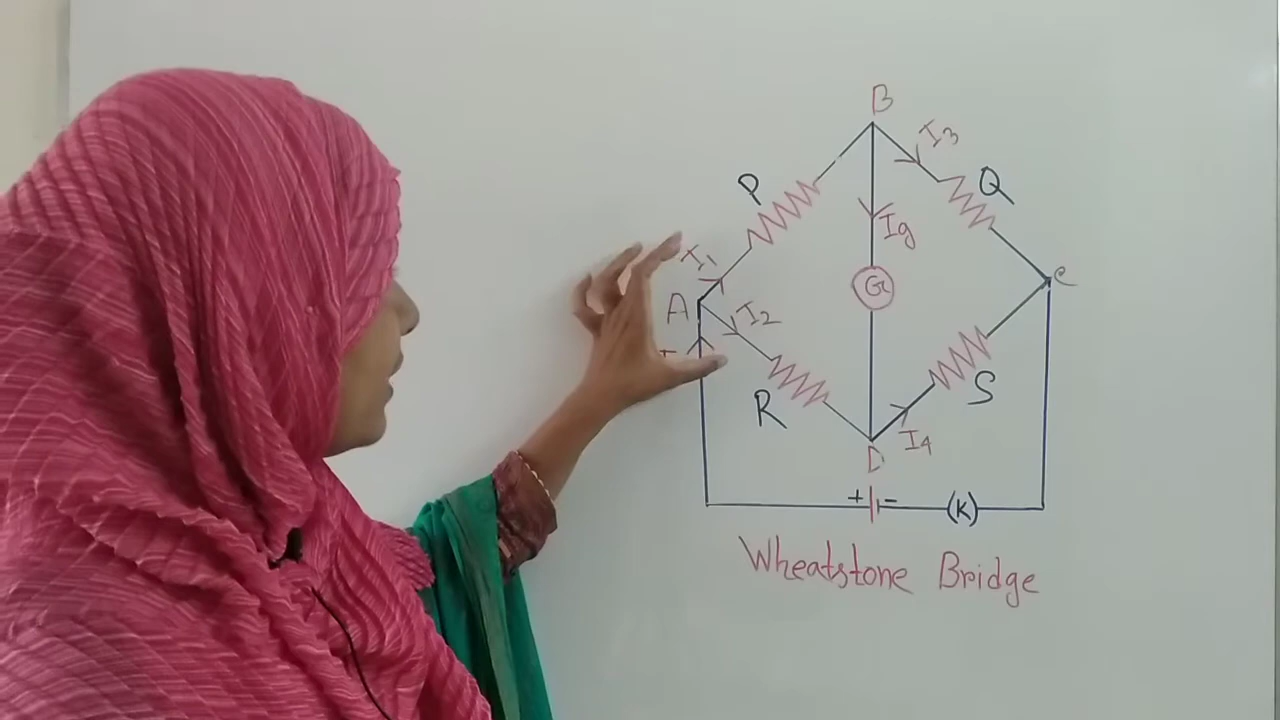 B
I3
P
Q
Ig
I1
C
G
A
I2
I
S
R
I4
D
+ -
(K)
Wheatstone Bridge